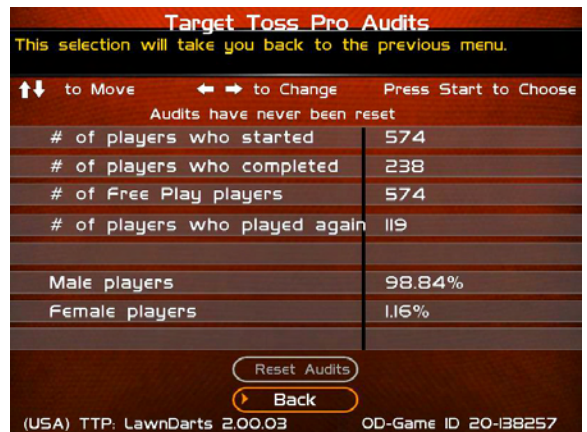 Target Toss Pro Audits
This selection will take you back to the previous menu.
to Move to Change Press Start to Choose
Audits have never been reset
# of players who started 574
# of players who completed 238
# of Free Play players 574
# of players who played again 119
Male players 98.84%
Female players 1.16%
Reset Audits
Back
(USA) TTP: LawnDarts 2.00.03 OD-Game ID 20-138257